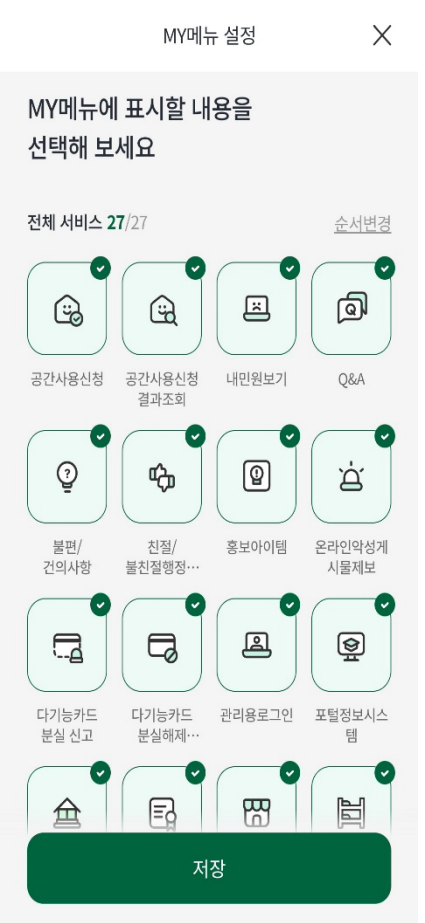 MY메뉴 설정
MY메뉴에 표시할 내용을
선택해 보세요
전체 서비스 27/27
순서변경
공간사용신청
공간사용신청
결과조회
내민원보기
Q&A
불편/
건의사항
친절/
불친절행정…
홍보아이템
온라인악성게
시물제보
다기능카드
분실 신고
다기능카드
분실해제…
관리용로그인
포털정보시스
템
저장